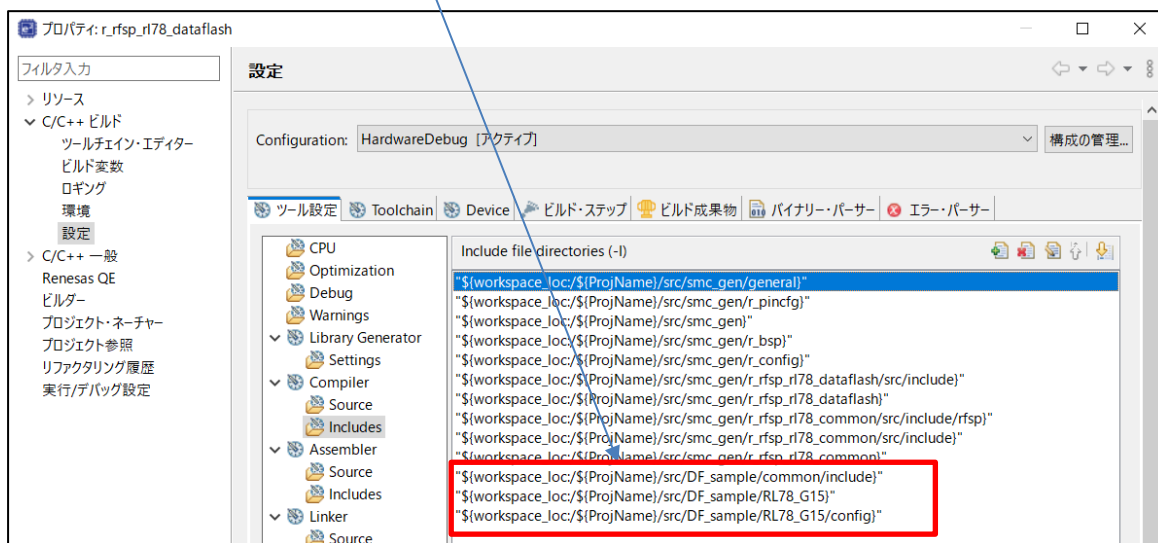 プロパティ: r_rfsp_rl78_dataflash
フィルタ入力
設定
リソース
C/C++ ビルド
ツールチェイン・エディター
ビルド変数
ロギング
環境
設定
C/C++ 一般
Renesas QE
ビルダー
プロジェクト・ネーチャー
プロジェクト参照
リファクタリング履歴
実行/デバッグ設定
Configuration: HardwareDebug [アクティブ] 構成の管理...
ツール設定 Toolchain Device ビルド・ステップ ビルド成果物 バイナリー・パーサー エラー・パーサー
CPU
Optimization
Debug
Warnings
Library Generator
Settings
Compiler
Source
Includes
Assembler
Source
Includes
Linker
Source
Include file directories (-I)
"${workspace_loc:/${ProjName}/src/smc_gen/general}"
"${workspace_loc:/${ProjName}/src/smc_gen/r_pincfg}"
"${workspace_loc:/${ProjName}/src/smc_gen}"
"${workspace_loc:/${ProjName}/src/smc_gen/r_bsp}"
"${workspace_loc:/${ProjName}/src/smc_gen/r_config}"
"${workspace_loc:/${ProjName}/src/smc_gen/r_rfsp_rl78_dataflash/src/include}"
"${workspace_loc:/${ProjName}/src/smc_gen/r_rfsp_rl78_dataflash}"
"${workspace_loc:/${ProjName}/src/smc_gen/r_rfsp_rl78_common/src/include/rfsp}"
"${workspace_loc:/${ProjName}/src/smc_gen/r_rfsp_rl78_common/src/include}"
"${workspace_loc:/${ProjName}/src/smc_gen/r_rfsp_rl78_common}"
"${workspace_loc:/${ProjName}/src/DF_sample/common/include}"
"${workspace_loc:/${ProjName}/src/DF_sample/RL78_G15}"
"${workspace_loc:/${ProjName}/src/DF_sample/RL78_G15/config}"